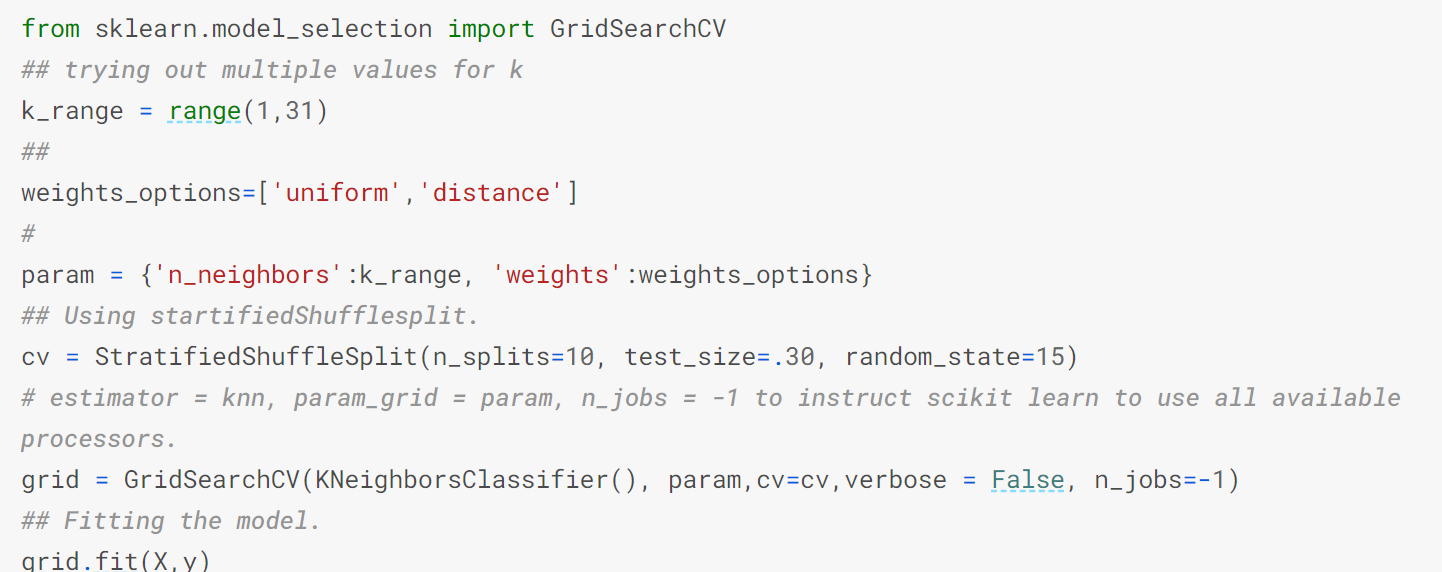 from sklearn.model_selection import GridSearchCV
## trying out multiple values for k
k_range = range(1,31)
##
weights_options=['uniform','distance']
#
param = {'n_neighbors':k_range, 'weights':weights_options}
## Using startifiedShufflesplit.
cv = StratifiedShuffleSplit(n_splits=10, test_size=.30, random_state=15)
# estimator = knn, param_grid = param, n_jobs = -1 to instruct scikit learn to use all available
processors.
grid = GridSearchCV(KNeighborsClassifier(), param,cv=cv,verbose = False, n_jobs=-1)
## Fitting the model.
grid.fit(X,y)